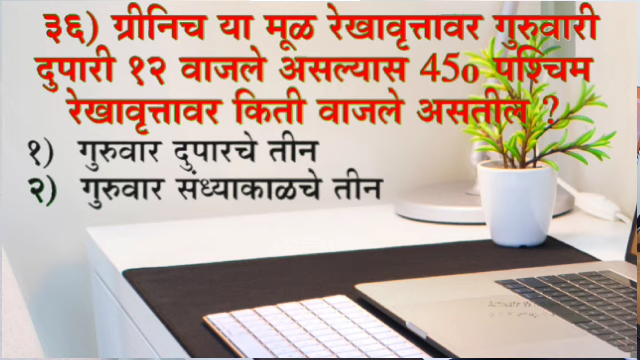 ३६) ग्रीनिच या मूळ रेखावृत्तावर गुरुवारी
दुपारी १२ वाजले असल्यास 45o पश्चिम
रेखावृत्तावर किती वाजले असतील ?
१) गुरुवार दुपारचे तीन
२) गुरुवार संध्याकाळचे तीन